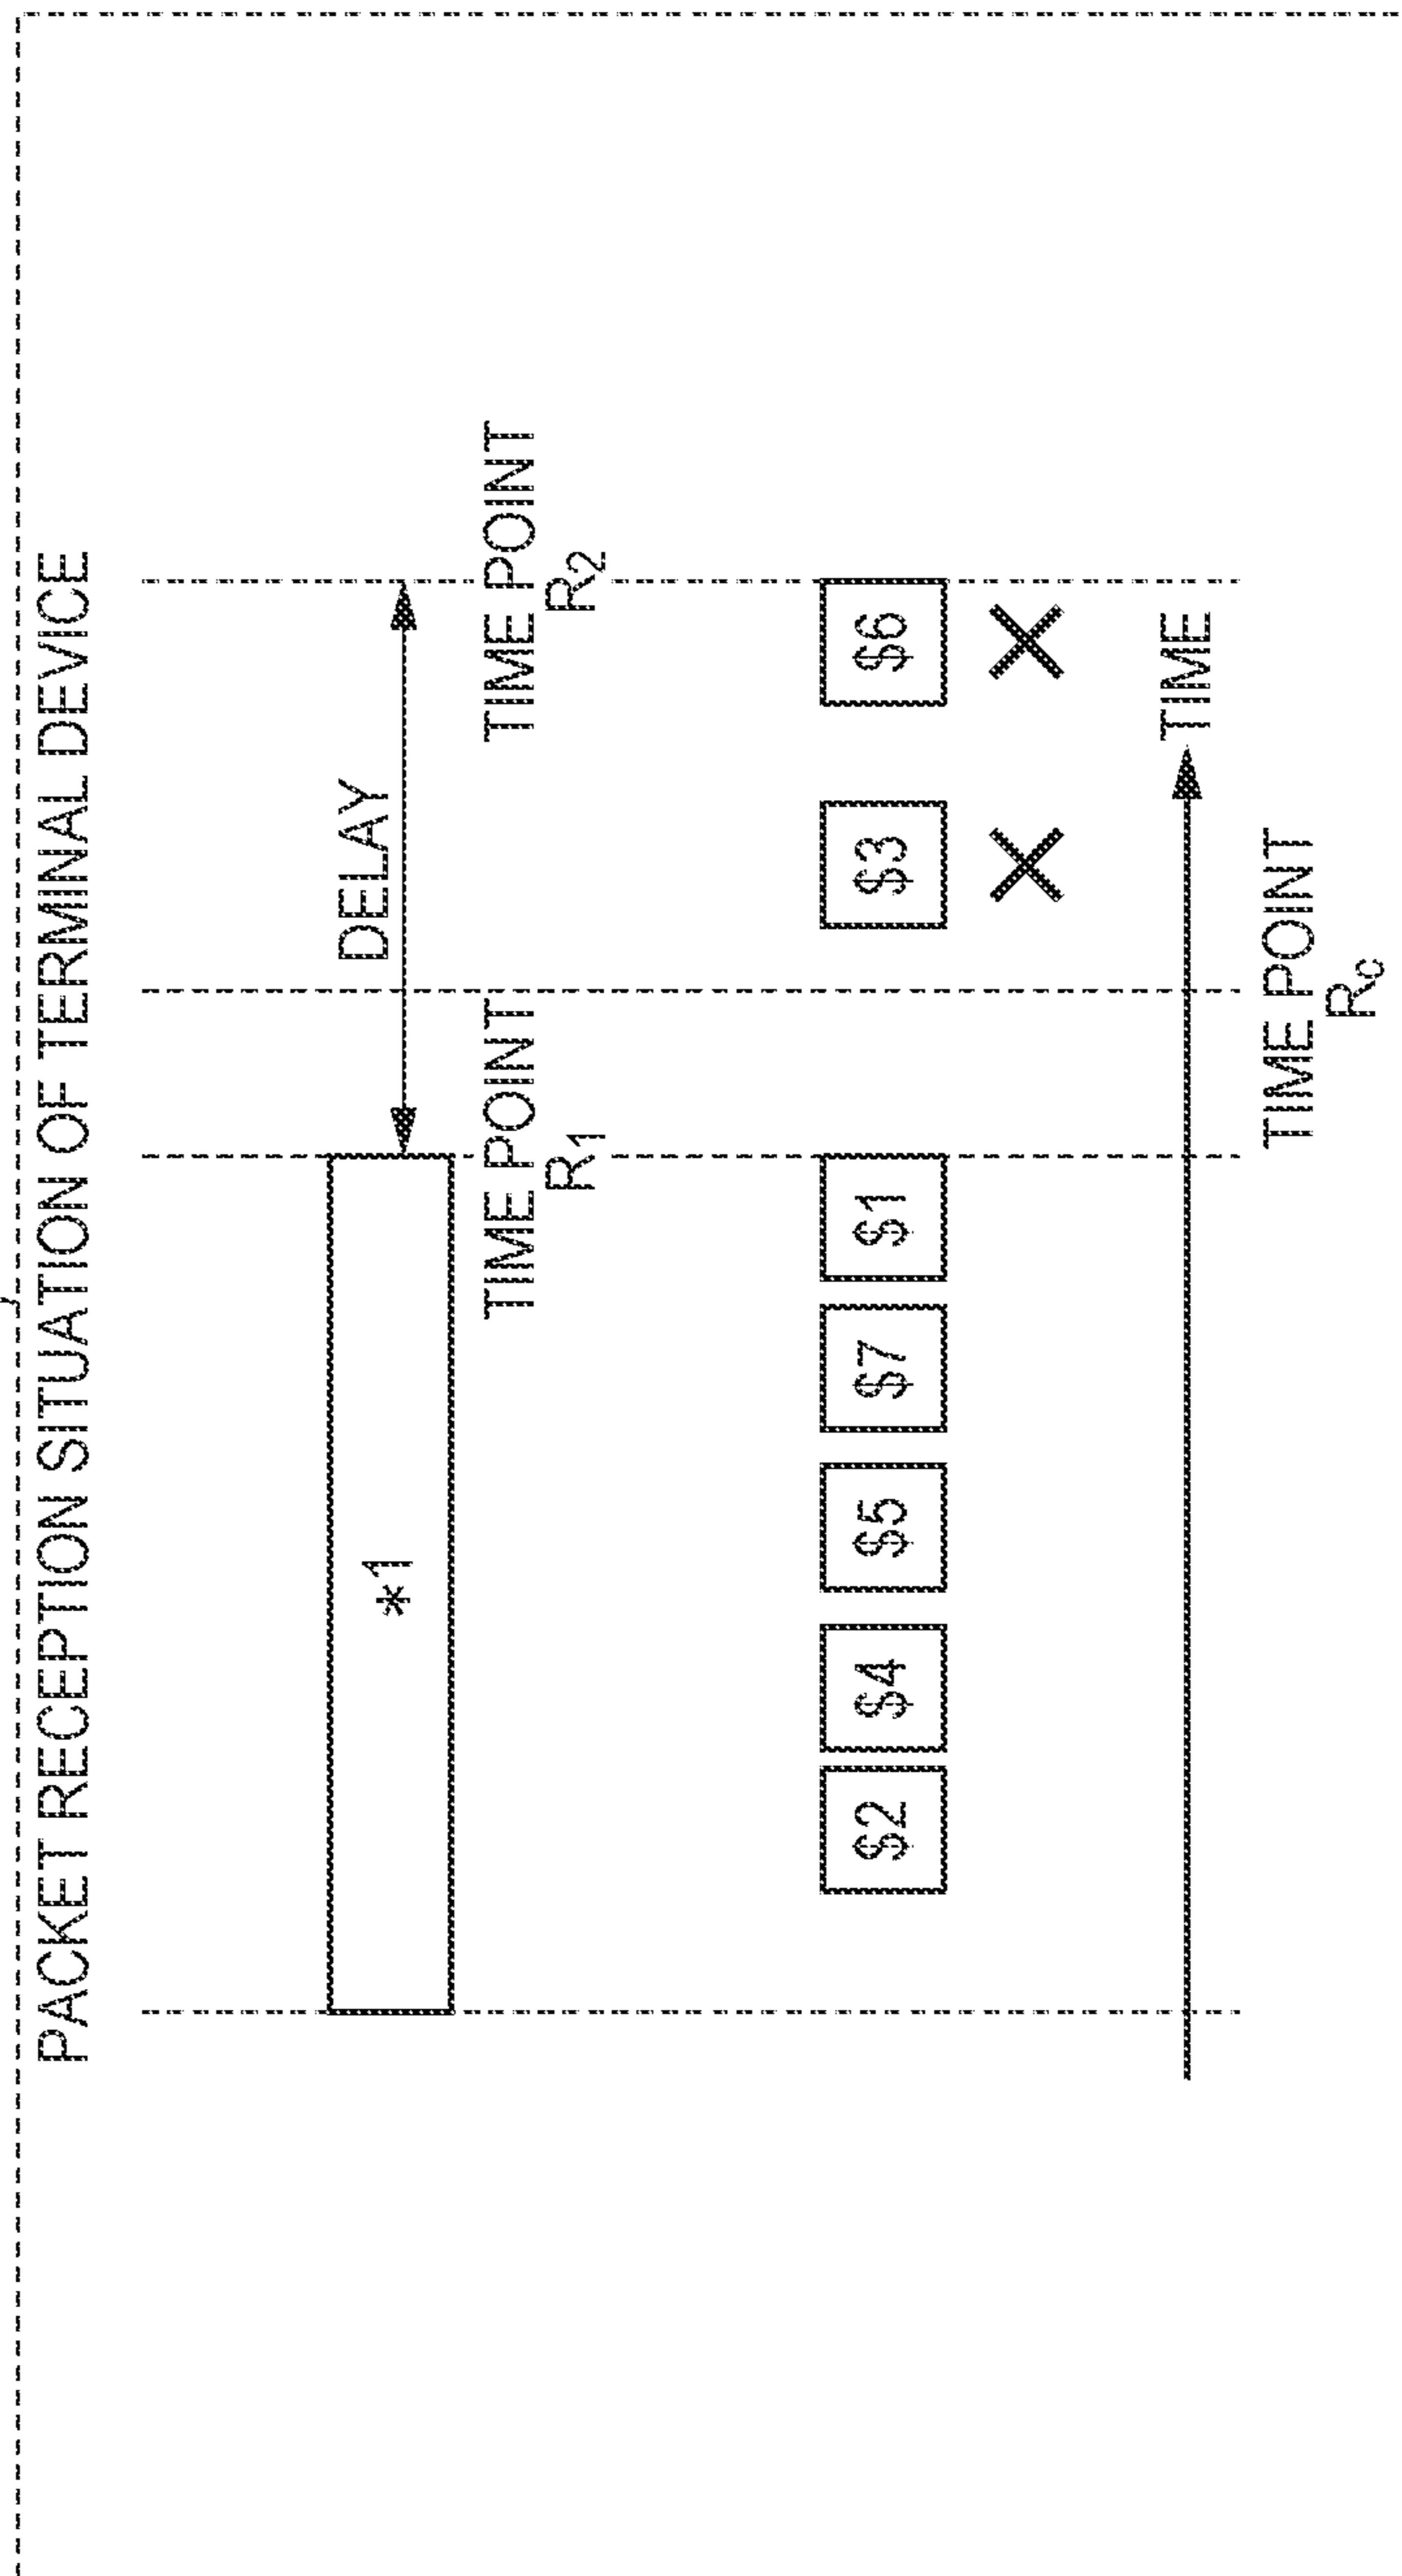 PACKET RECEPTION SITUATION OF TERMINAL DEVICE
DELAY
*1
TIME POINT
R1
TIME POINT
R2
$2 $4 $5 $7 $1 $3 $6
TIME
TIME POINT
Rc